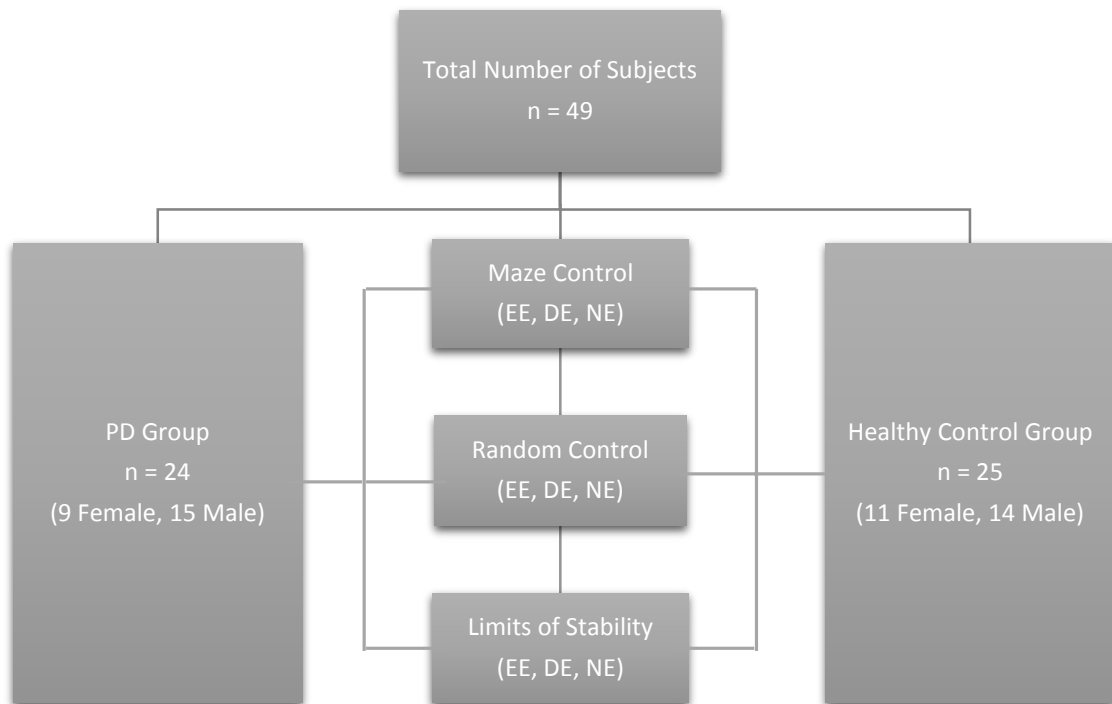 Total Number of Subjects
n = 49
Maze Control
(EE, DE, NE)
PD Group
n = 24
(9 Female, 15 Male)
Random Control
(EE, DE, NE)
Healthy Control Group
n = 25
(11 Female, 14 Male)
Limits of Stability
(EE, DE, NE)